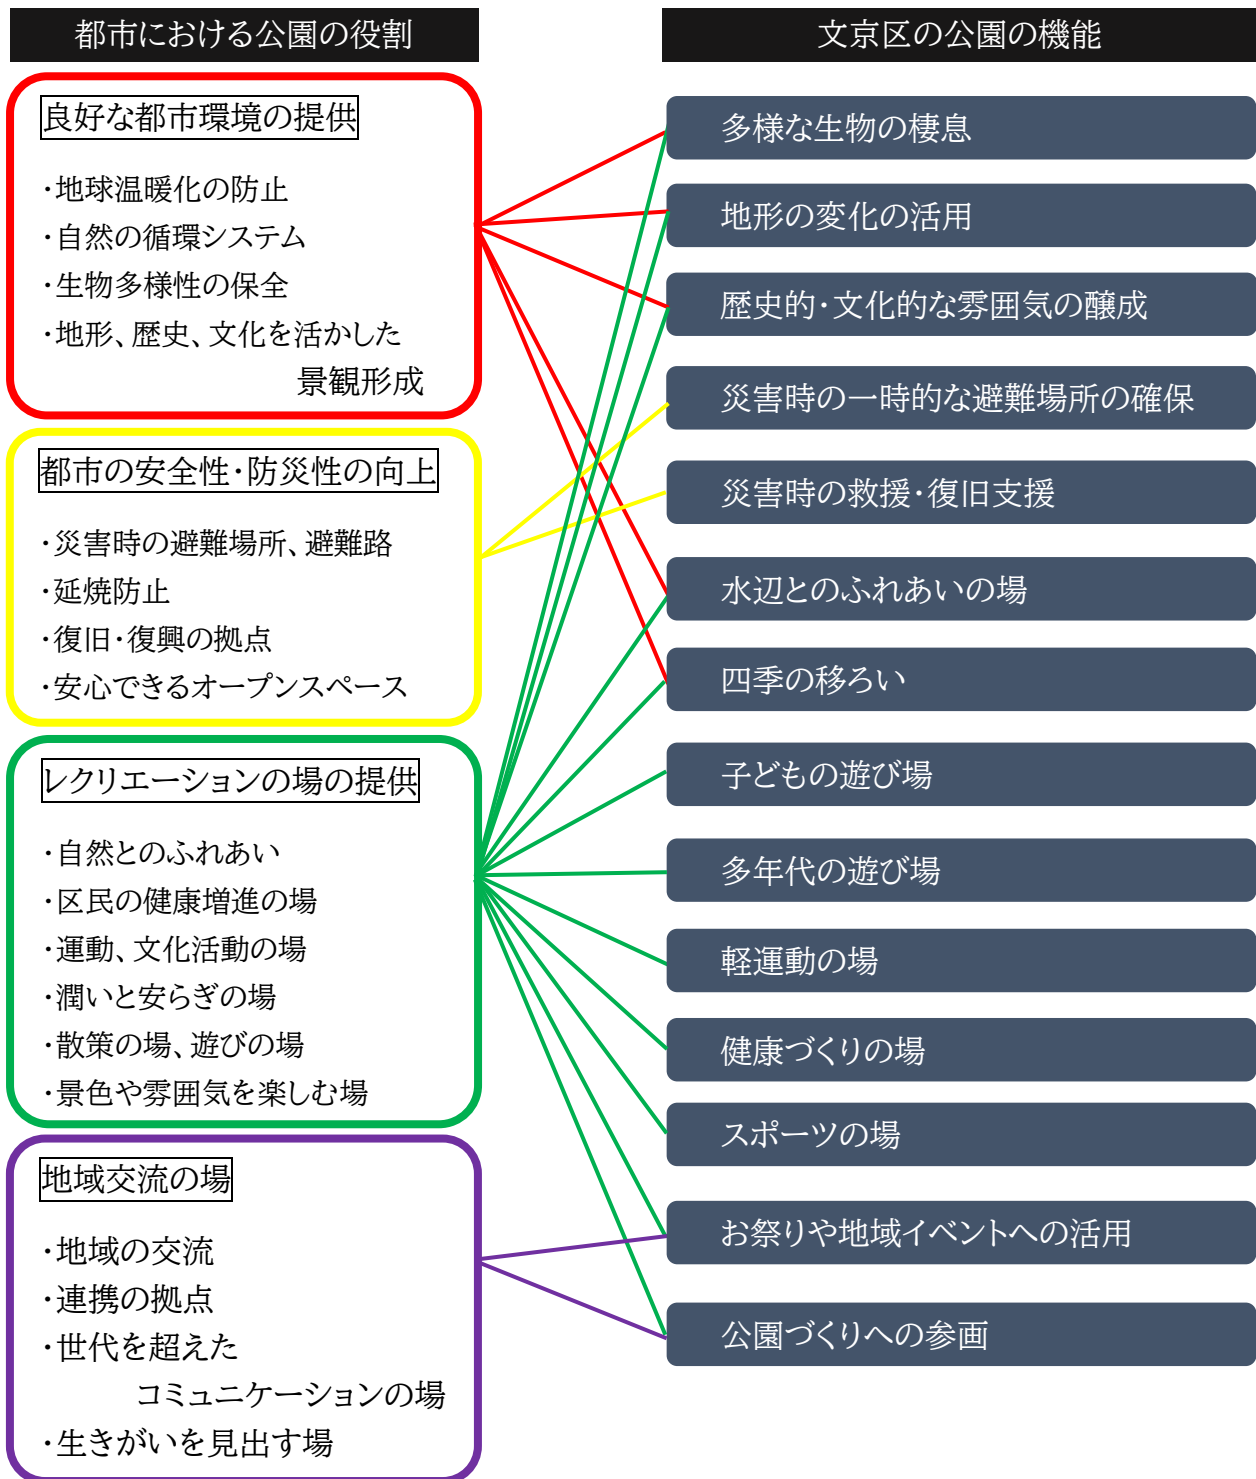 都市における公園の役割
良好な都市環境の提供
・地球温暖化の防止
・自然の循環システム
・生物多様性の保全
・地形、歴史、文化を活かした
景観形成
都市の安全性・防災性の向上
・災害時の避難場所、避難路
・延焼防止
・復旧・復興の拠点
・安心できるオープンスペース
レクリエーションの場の提供
・自然とのふれあい
・区民の健康増進の場
・運動、文化活動の場
・潤いと安らぎの場
・散策の場、遊びの場
・景色や雰囲気を楽しむ場
地域交流の場
・地域の交流
・連携の拠点
・世代を超えた
コミュニケーションの場
・生きがいを見出す場
文京区の公園の機能
多様な生物の棲息
地形の変化の活用
歴史的・文化的な雰囲気の醸成
災害時の一時的な避難場所の確保
災害時の救援・復旧支援
水辺とのふれあいの場
四季の移ろい
子どもの遊び場
多年代の遊び場
軽運動の場
健康づくりの場
スポーツの場
お祭りや地域イベントへの活用
公園づくりへの参画